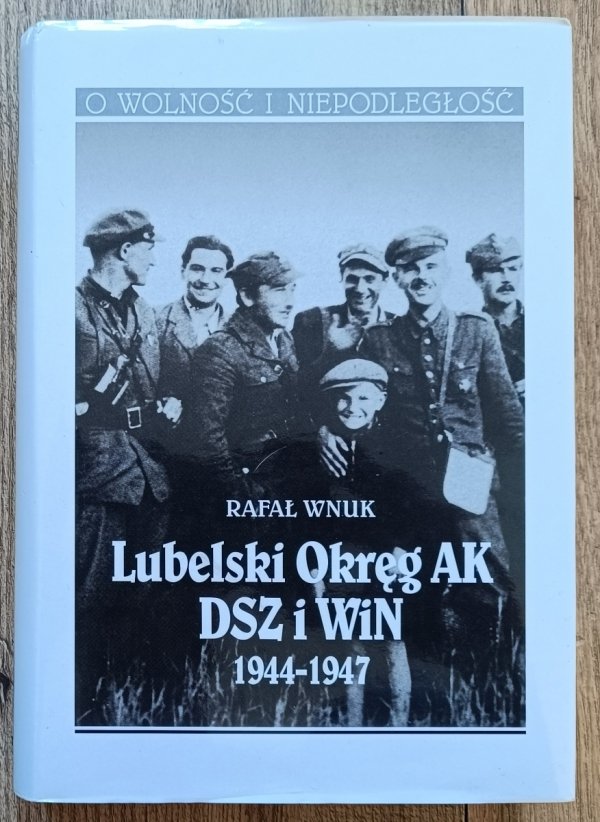 O WOLNOŚĆ I NIEPODLEGŁOŚĆ
RAFAŁ WNUK
Lubelski Okręg AK
DSZ i WiN
1944-1947